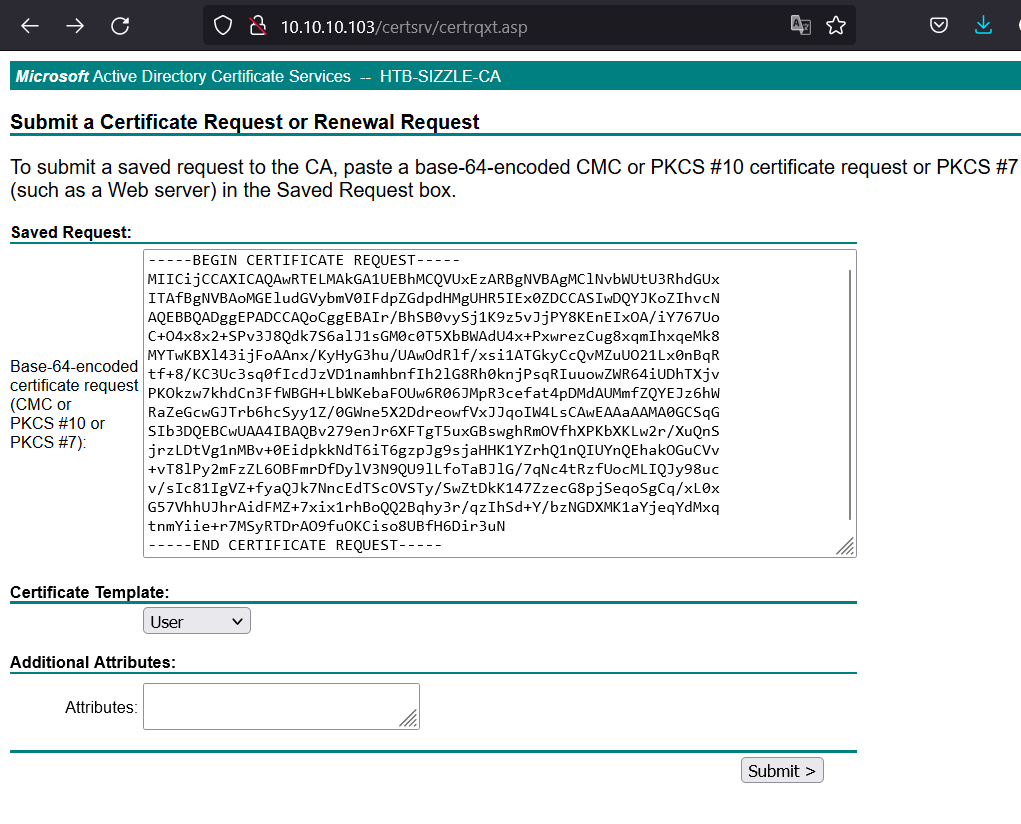 10.10.10.103/certsrv/certrqxt.asp
Microsoft Active Directory Certificate Services -- HTB-SIZZLE-CA
Submit a Certificate Request or Renewal Request
To submit a saved request to the CA, paste a base-64-encoded CMC or PKCS #10 certificate request or PKCS #7
(such as a Web server) in the Saved Request box.
Saved Request:
Base-64-encoded
certificate request
(CMC or
PKCS #10 or
PKCS #7):
-----BEGIN CERTIFICATE REQUEST-----
MIICijCCAXICAQAwRTELMAkGA1UEBhMCQVUxEzARBgNVBAgMClNvbWUtU3RhdGUx
ITAfBgNVBAoMGEludGVybmV0IFdpZGdpdHMgUHR5IEx0ZDCCASIwDQYJKoZIhvcN
AQEBBQADggEPADCCAQoCggEBAIr/BhSB0vySj1K9z5vJjPY8KEnEIxOA/iY767Uo
C+O4x8x2+SPv3J8Qdk7S6alJ1sGM0c0T5XbBWAdU4x+PxwrezCug8xqmIhxqeMk8
MYTwKBXl43ijFoAAnx/KyHyG3hu/UAwOdRlf/xsi1ATGkyCcQvMZuUO21Lx0nBqR
tf+8/KC3Uc3sq0fIcdJzVD1namhbnfIh2lG8Rh0knjPsqRIuuowZWR64iUDhTXjv
PKOkzw7khdCn3FfWBGH+LbWKebaFOUw6R06JMpR3cefat4pDMdAUMmfZQYEJz6hW
RaZeGcwGJTrb6hcSyy1Z/0GWne5X2DdreowfVxJJqoIW4LsCAwEAAaAAMA0GCSqG
SIb3DQEBCwUAA4IBAQBv279enJr6XFTgT5uxGBswghRmOVfhXPKbXKLw2r/XuQnS
jrzLDtVg1nMBv+0EidpkkNdT6iT6gzpJg9sjaHHK1YZrhQ1nQIUYnQEhakOGuCVv
+vT8lPy2mFzZL6OBFmrDfDylV3N9QU9lLfoTaBJlG/7qNc4tRzfUocMLIQJy98uc
v/sIc81IgVZ+fyaQJk7NncEdTScOVSTy/SwZtDkK147ZzecG8pjSeqoSgCq/xL0x
G57VhhUJhrAidFMZ+7xix1rhBoQQ2Bqhy3r/qzIhSd+Y/bzNGDXMK1aYjeqYdMxq
tnmYiie+r7MSyRTDrAO9fuOKCiso8UBfH6Dir3uN
-----END CERTIFICATE REQUEST-----
Certificate Template:
User
Additional Attributes:
Attributes:
Submit >